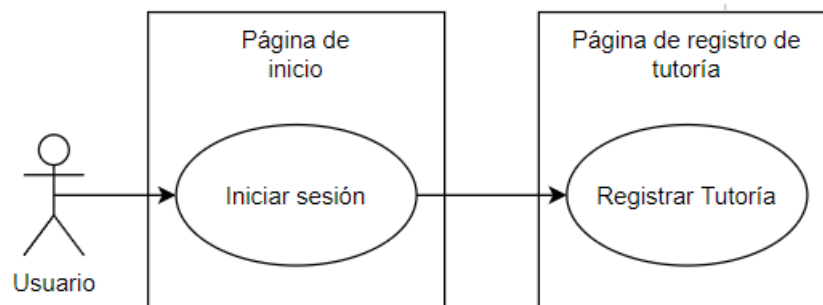 Página de
inicio
Página de registro de
tutoría
Iniciar sesión
Registrar Tutoría
Usuario